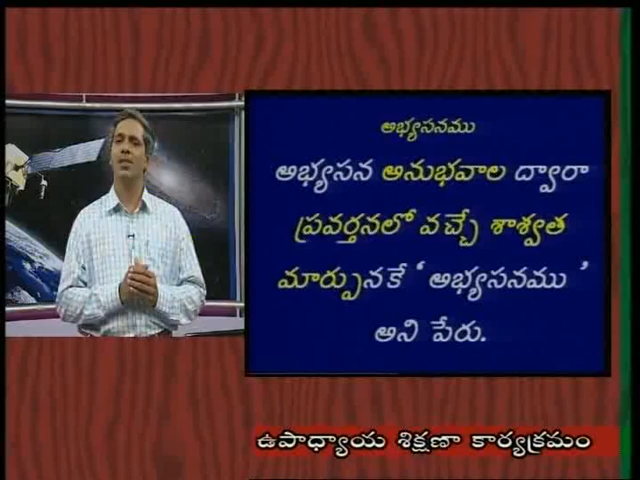 అభ్యసనము
అభ్యసన అనుభవాల ద్వారా
ప్రవర్తనలో వచ్చే శాశ్వత
మార్పునకే ‘ అభ్యసనము ’
అని పేరు.
ఉపాధ్యాయ శిక్షణా కార్యక్రమం